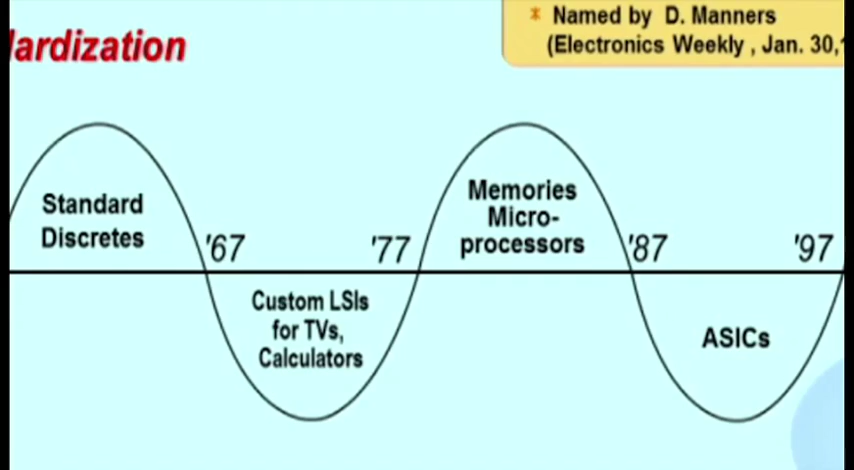 * Named by D. Manners
(Electronics Weekly , Jan. 30,
lardization
Standard
Discretes
'67
'77
Memories
Micro-
processors
'87
'97
Custom LSIs
for TVs,
Calculators
ASICs